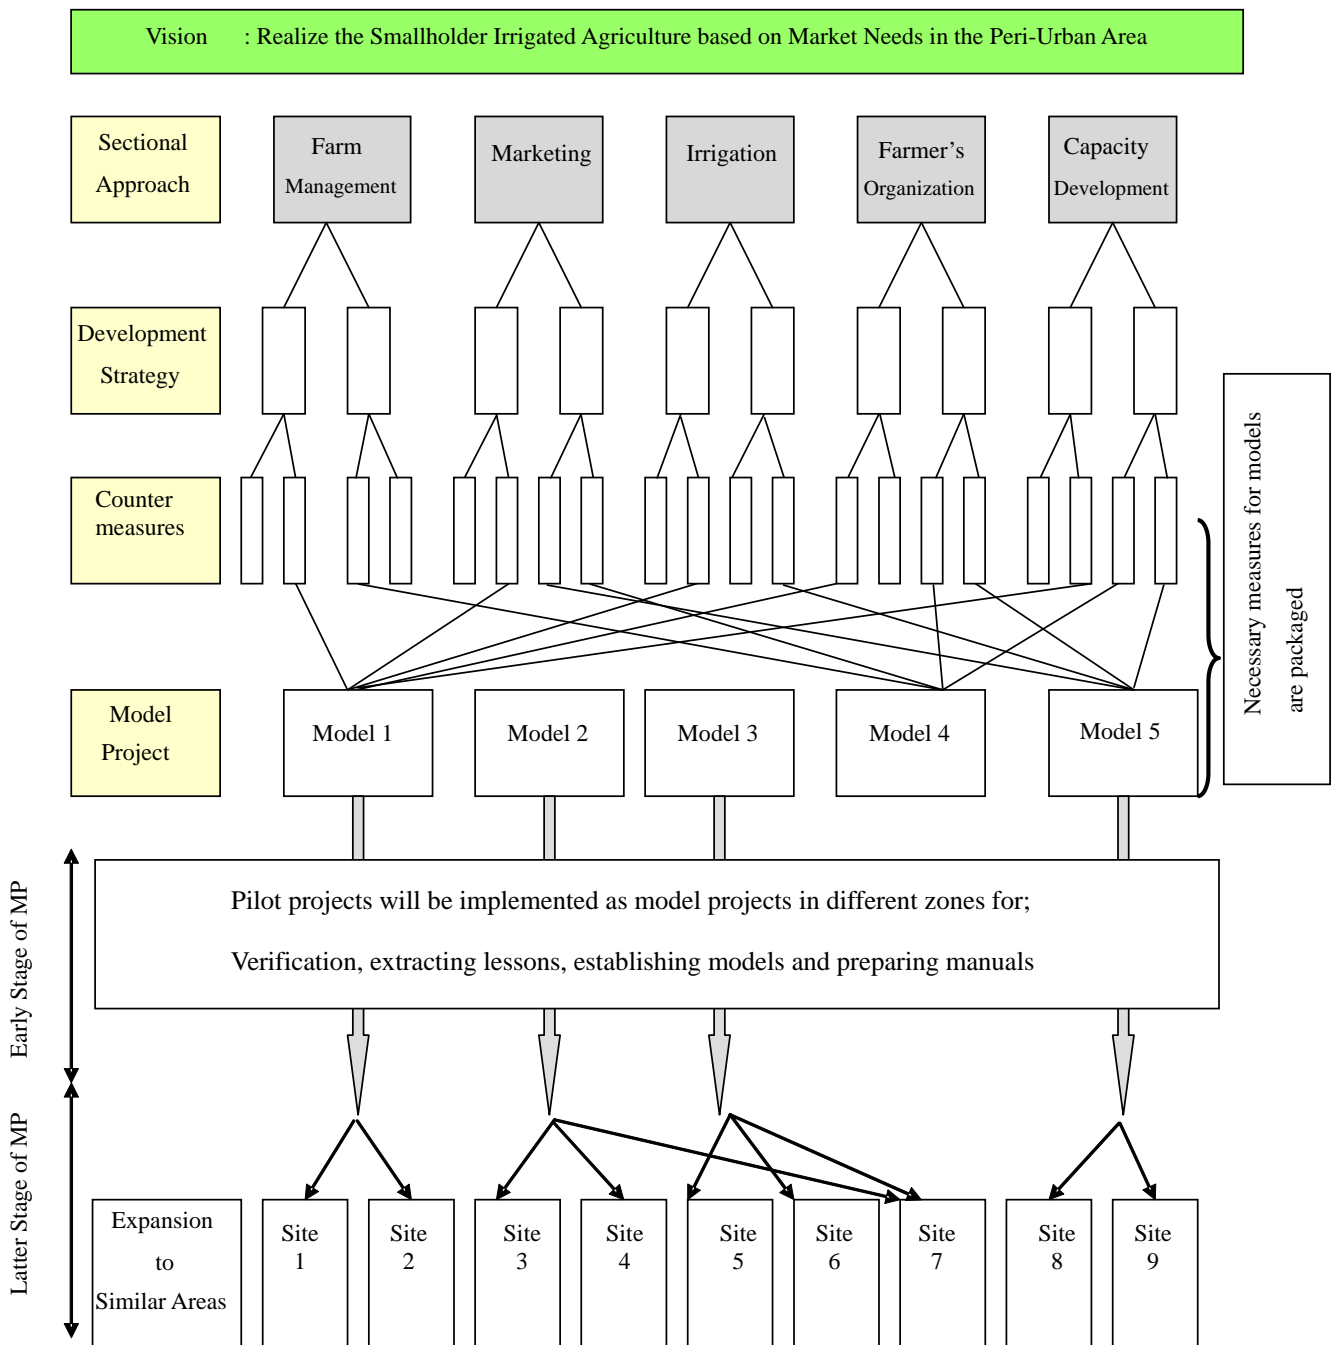 Vision : Realize the Smallholder Irrigated Agriculture based on Market Needs in the Peri-Urban Area
Sectional
Approach
Farm
Management
Marketing
Irrigation
Farmer’s
Organization
Capacity
Development
Development
Strategy
Counter
measures
Necessary measures for models
are packaged
Model
Project
Model 1
Model 2
Model 3
Model 4
Model 5
Early Stage of MP
Pilot projects will be implemented as model projects in different zones for;
Verification, extracting lessons, establishing models and preparing manuals
Latter Stage of MP
Expansion
to
Similar Areas
Site
1
Site
2
Site
3
Site
4
Site
5
Site
6
Site
7
Site
8
Site
9